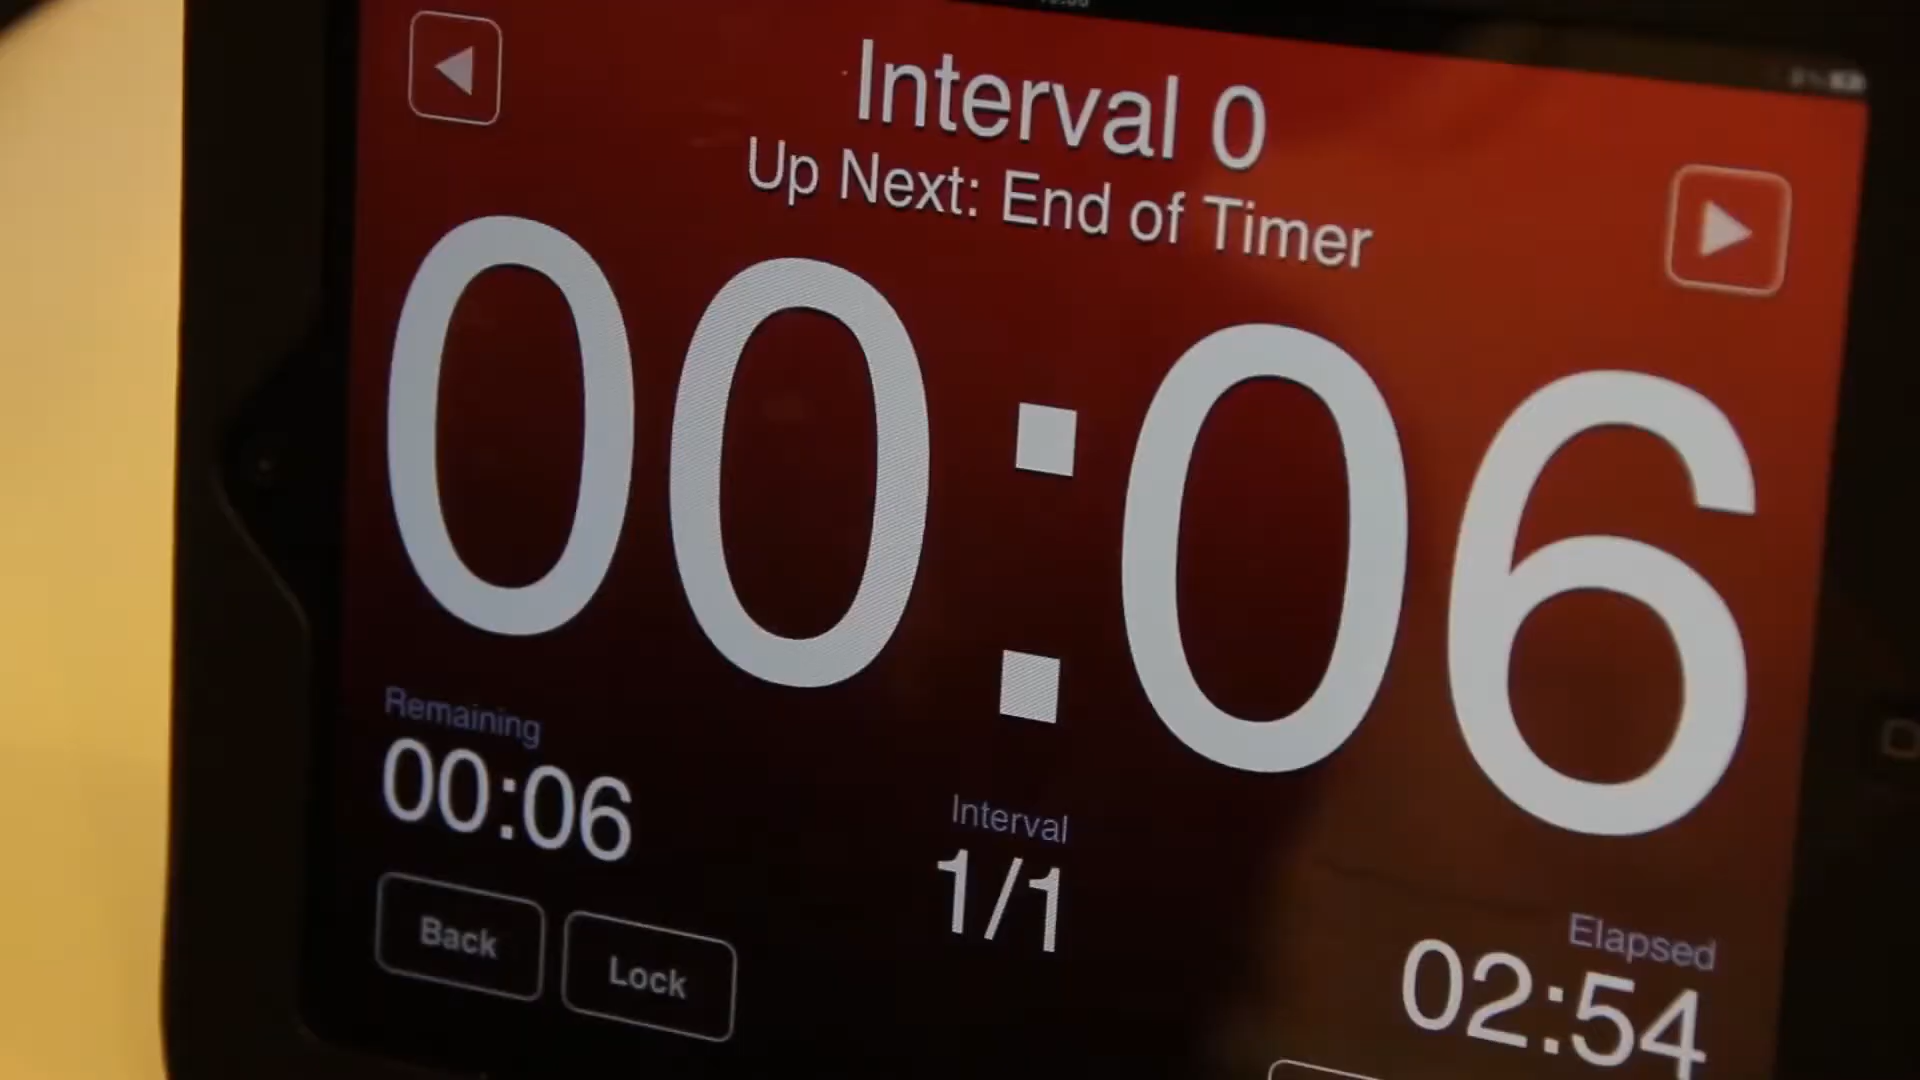 Interval 0
Up Next: End of Timer
00:06
Remaining
00:06
Interval
1/1
Elapsed
02:54
Back
Lock